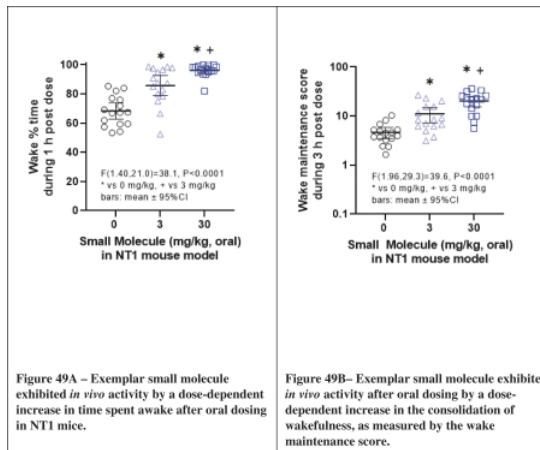 Wake % time
during 1 h post dose
100
80
60
40
20
0
*
* +
F(1.40,21.0)=38.1, P<0.0001
* vs 0 mg/kg, + vs 3 mg/kg
bars: mean ± 95%CI
0 3 30
Small Molecule (mg/kg, oral)
in NT1 mouse model
Figure 49A – Exemplar small molecule
exhibited in vivo activity by a dose-dependent
increase in time spent awake after oral dosing
in NT1 mice.
Wake maintenance score
during 3 h post dose
100
10
1
0.1
*
* +
F(1.96,29.3)=39.6, P<0.0001
* vs 0 mg/kg, + vs 3 mg/kg
bars: mean ± 95%CI
0 3 30
Small Molecule (mg/kg, oral)
in NT1 mouse model
Figure 49B– Exemplar small molecule exhibite
in vivo activity after oral dosing by a dose-
dependent increase in the consolidation of
wakefulness, as measured by the wake
maintenance score.